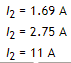 I₂ = 1.69 A
I₂ = 2.75 A
I₂ = 11 A